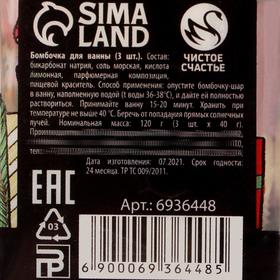 SIMA
LAND
ЧИСТОЕ
СЧАСТЬЕ
Бомбочка для ванны (3 шт.). Состав:
бикарбонат натрия, соль морская, кислота
лимонная, парфюмерная композиция,
пищевой краситель. Способ применения: опустите бомбочку-шар
в ванну, наполненную водой (t воды 36-38°C), и дайте ей полностью
раствориться. Принимайте ванну 15-20 минут. Хранить при
температуре не выше 40 °C. Беречь от попадания прямых солнечных
лучей. Номинальная масса: 120 г (3 шт. х 40 г).
Дата изготовления: 07.2021. Срок годности:
24 месяца. ТР ТС 009/2011.
EAC
Арт.: 6936448
03
6 900069 364485